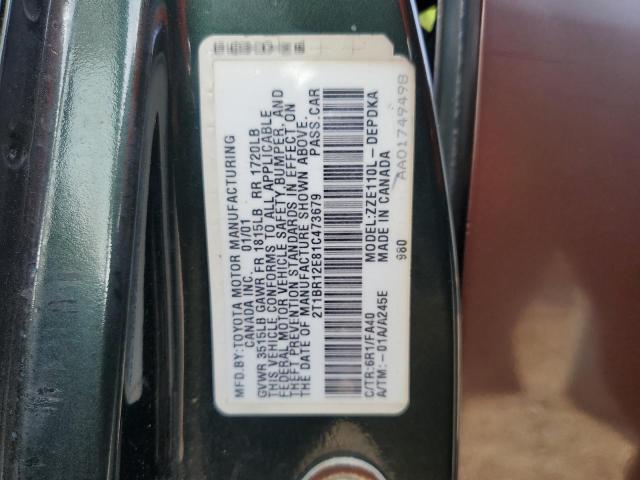 MFD.BY:TOYOTA MOTOR MANUFACTURING
CANADA INC. 01/01
GVWR 3515LB GAWR FR 1815LB RR 1720LB
THIS VEHICLE CONFORMS TO ALL APPLICABLE
FEDERAL MOTOR VEHICLE SAFETY,BUMPER, AND
THEFT PREVENTION STANDARDS IN EFFECT ON
THE DATE OF MANUFACTURE SHOWN ABOVE.
2T1BR12E81C473679 PASS.CAR
C/TR:6R1/FA40 MODEL:ZZE110L-DEPDKA
A/TM:-01A/A245E MADE IN CANADA
980 AA01749498